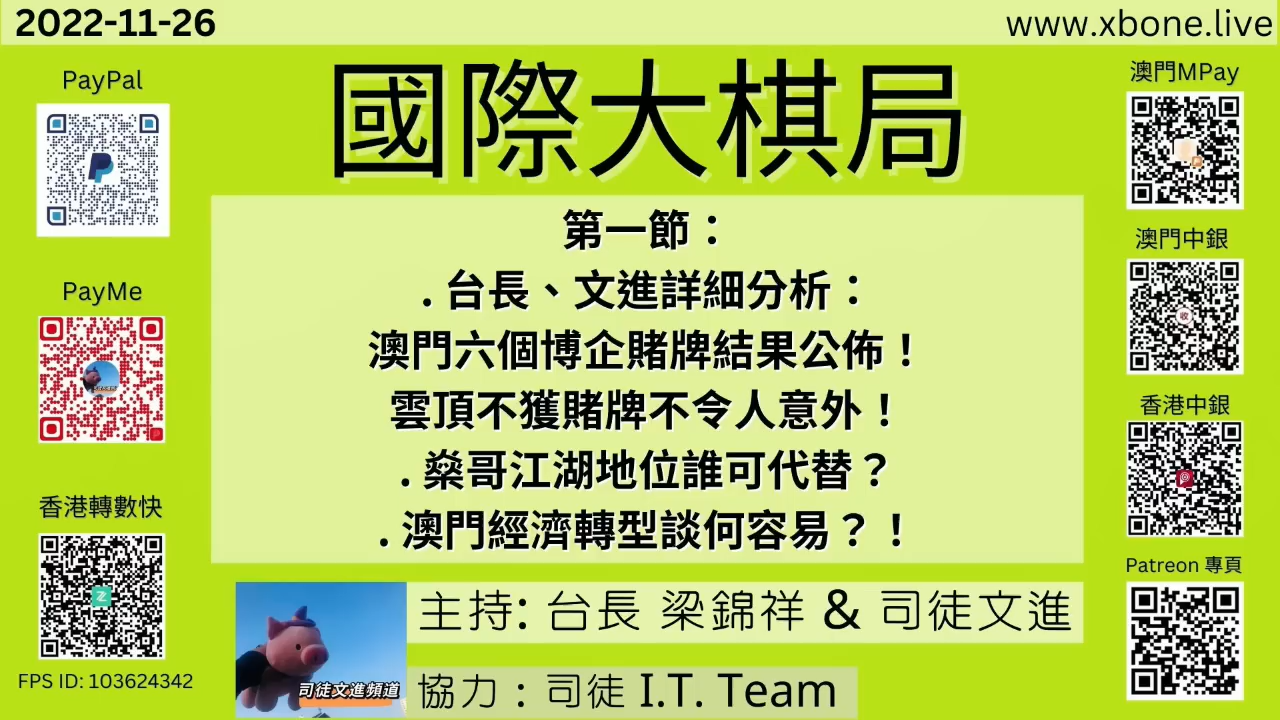 2022-11-26
www.xbone.live
PayPal
國際大棋局
澳門MPay
第一節：
. 台長、文進詳細分析：
澳門六個博企賭牌結果公佈！
雲頂不獲賭牌不令人意外！
. 燊哥江湖地位誰可代替？
. 澳門經濟轉型談何容易？！
PayMe
澳門中銀
香港轉數快
香港中銀
FPS ID: 103624342
Patreon 專頁
主持: 台長 梁錦祥 & 司徒文進
司徒文進頻道
協力：司徒 I.T. Team
收